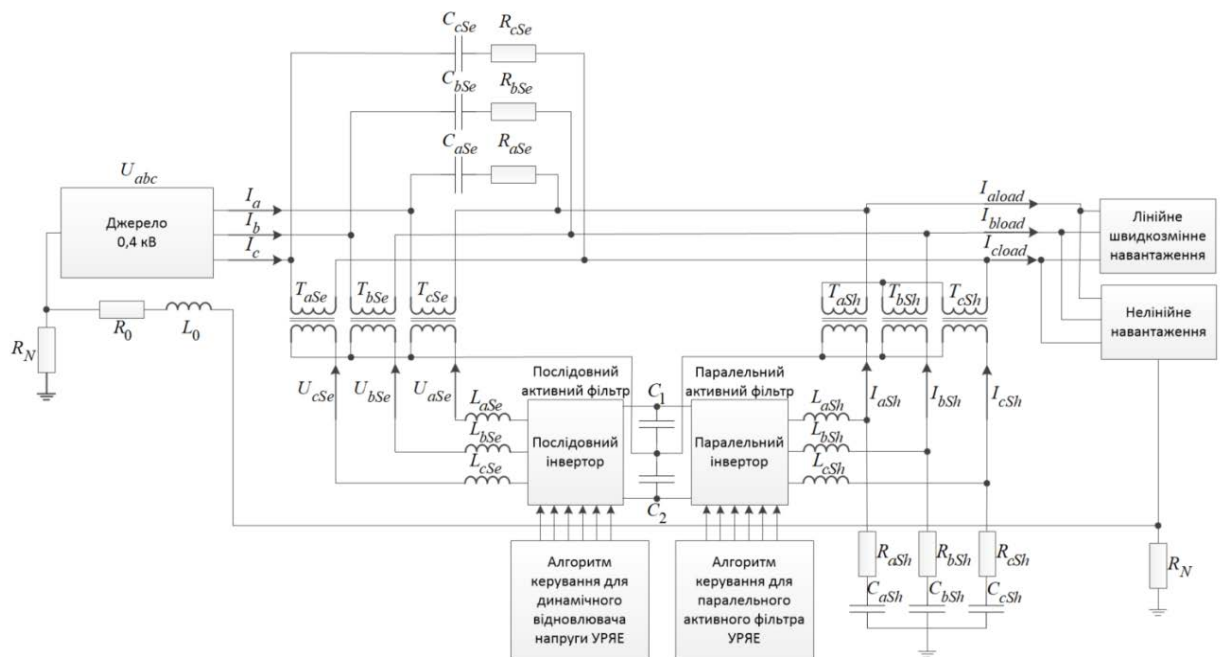 C_cSe R_cSe
C_bSe R_bSe
C_aSe R_aSe
U_abc
Джерело
0,4 кВ
I_a
I_b
I_c
I_aload
I_bload
I_cload
Лінійне
швидкозмінне
навантаження
Нелінійне
навантаження
R_0 L_0
R_N
T_aSe T_bSe T_cSe
T_aSh T_bSh T_cSh
U_cSe U_bSe U_aSe
Послідовний
активний фільтр
Паралельний
активний фільтр
L_aSe
L_bSe
L_cSe
Послідовний
інвертор
C_1
C_2
Паралельний
інвертор
L_aSh
L_bSh
L_cSh
I_aSh I_bSh I_cSh
Алгоритм
керування для
динамічного
відновлювача
напруги УРЯЕ
Алгоритм
керування для
паралельного
активного фільтра
УРЯЕ
R_aSh R_bSh R_cSh
C_aSh C_bSh C_cSh
R_N